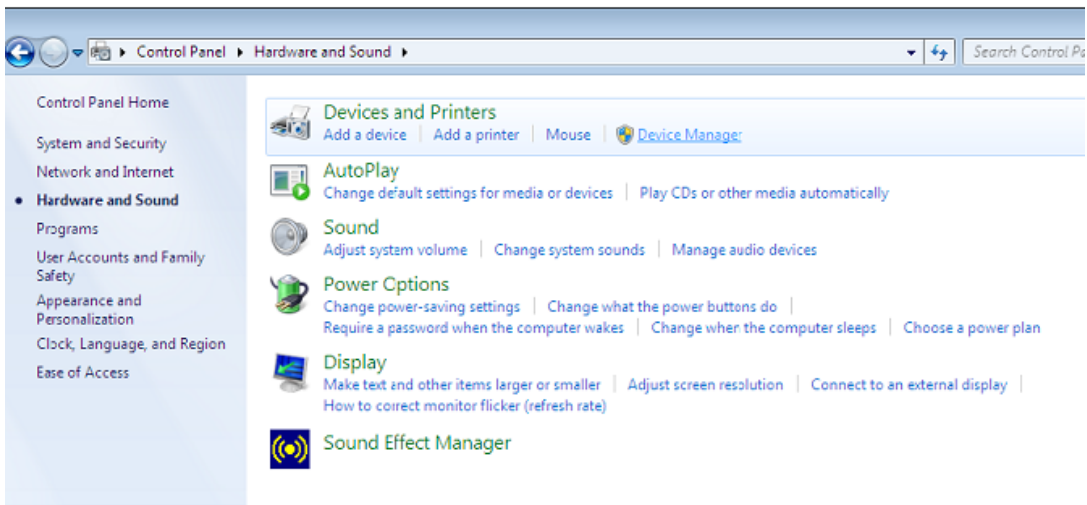 Control Panel Hardware and Sound
Search Control Pa
Control Panel Home
System and Security
Network and Internet
Hardware and Sound
Programs
User Accounts and Family
Safety
Appearance and
Personalization
Clock, Language, and Region
Ease of Access
Devices and Printers
Add a device Add a printer Mouse Device Manager
AutoPlay
Change default settings for media or devices Play CDs or other media automatically
Sound
Adjust system volume Change system sounds Manage audio devices
Power Options
Change power-saving settings Change what the power buttons do
Require a password when the computer wakes Change when the computer sleeps Choose a power plan
Display
Make text and other items larger or smaller Adjust screen resolution Connect to an external display
How to correct monitor flicker (refresh rate)
Sound Effect Manager